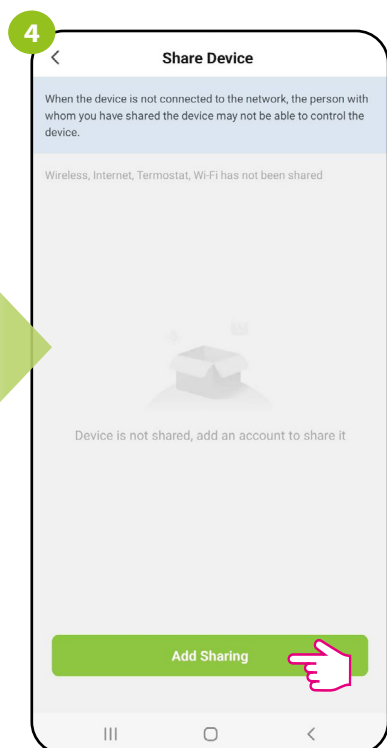 4
Share Device
When the device is not connected to the network, the person with
whom you have shared the device may not be able to control the
device.
Wireless, Internet, Termostat, Wi-Fi has not been shared
Device is not shared, add an account to share it
Add Sharing